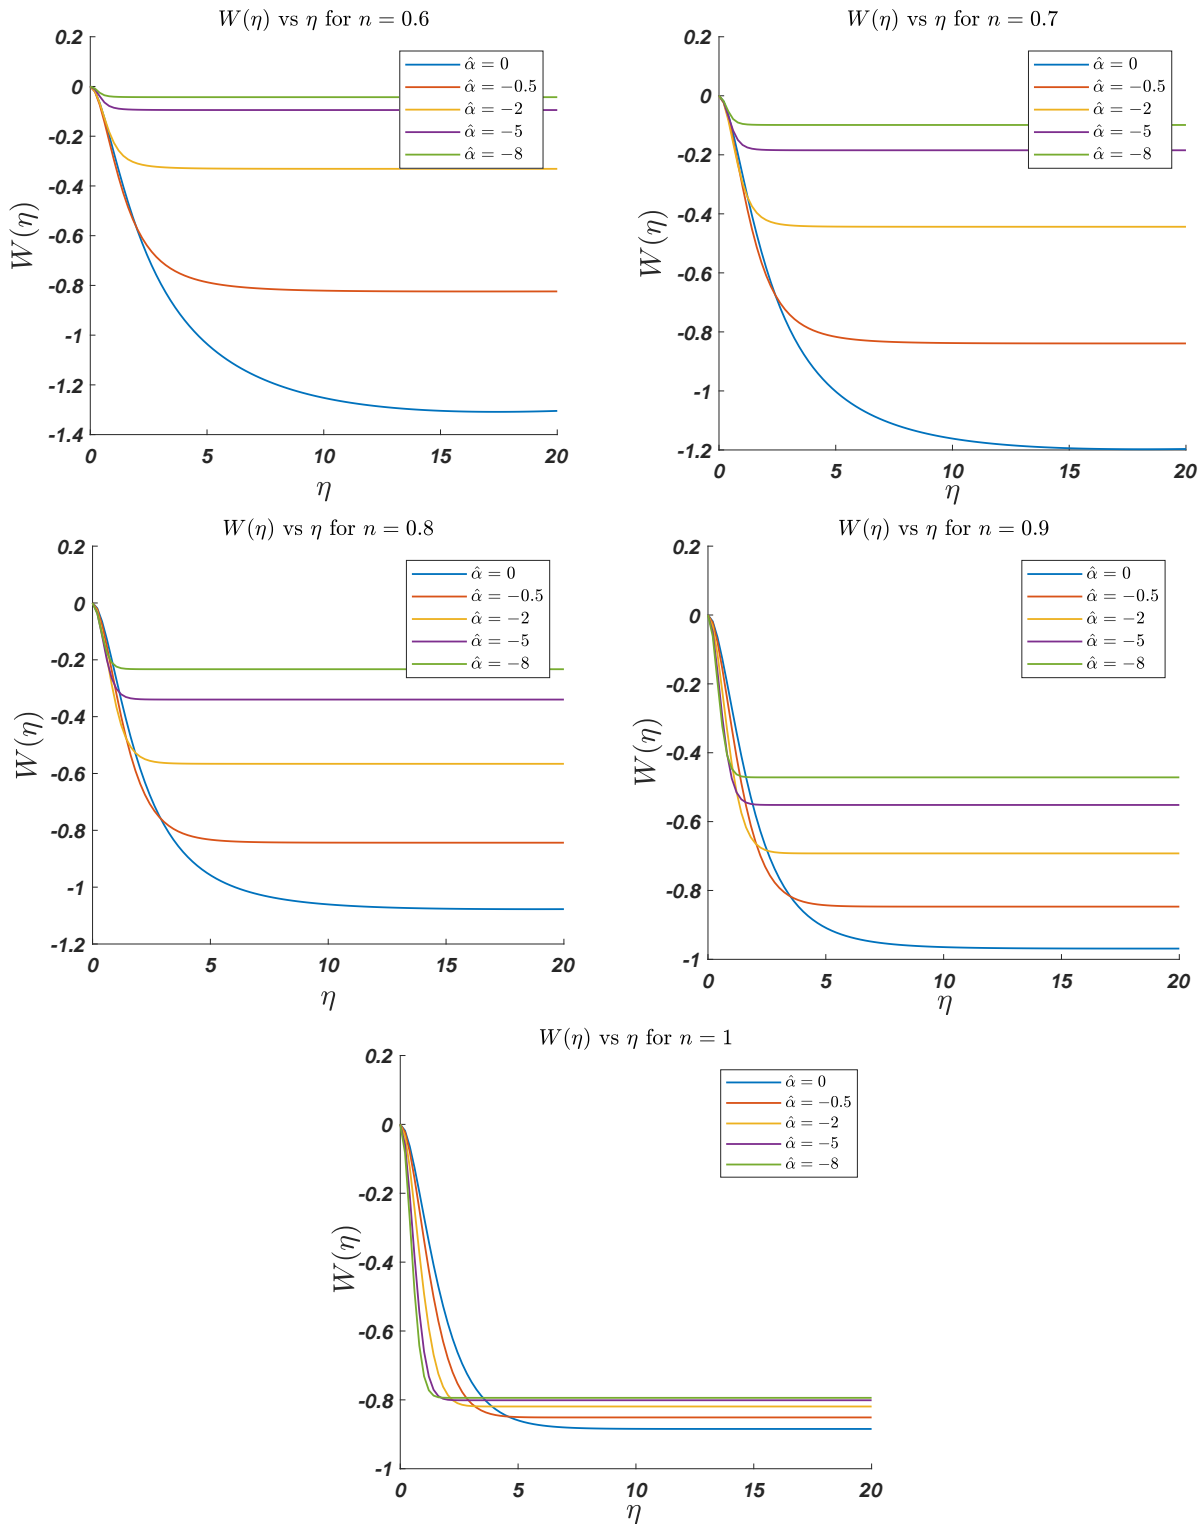 W(η) vs η for n = 0.6
0.2
0
-0.2
-0.4
-0.6
-0.8
-1
-1.2
-1.4
W(η)
α̂ = 0
α̂ = −0.5
α̂ = −2
α̂ = −5
α̂ = −8
0 5 10 15 20
η
W(η) vs η for n = 0.7
0.2
0
-0.2
-0.4
-0.6
-0.8
-1
-1.2
W(η)
α̂ = 0
α̂ = −0.5
α̂ = −2
α̂ = −5
α̂ = −8
0 5 10 15 20
η
W(η) vs η for n = 0.8
0.2
0
-0.2
-0.4
-0.6
-0.8
-1
-1.2
W(η)
α̂ = 0
α̂ = −0.5
α̂ = −2
α̂ = −5
α̂ = −8
0 5 10 15 20
η
W(η) vs η for n = 0.9
0.2
0
-0.2
-0.4
-0.6
-0.8
-1
W(η)
α̂ = 0
α̂ = −0.5
α̂ = −2
α̂ = −5
α̂ = −8
0 5 10 15 20
η
W(η) vs η for n = 1
0.2
0
-0.2
-0.4
-0.6
-0.8
-1
W(η)
α̂ = 0
α̂ = −0.5
α̂ = −2
α̂ = −5
α̂ = −8
0 5 10 15 20
η